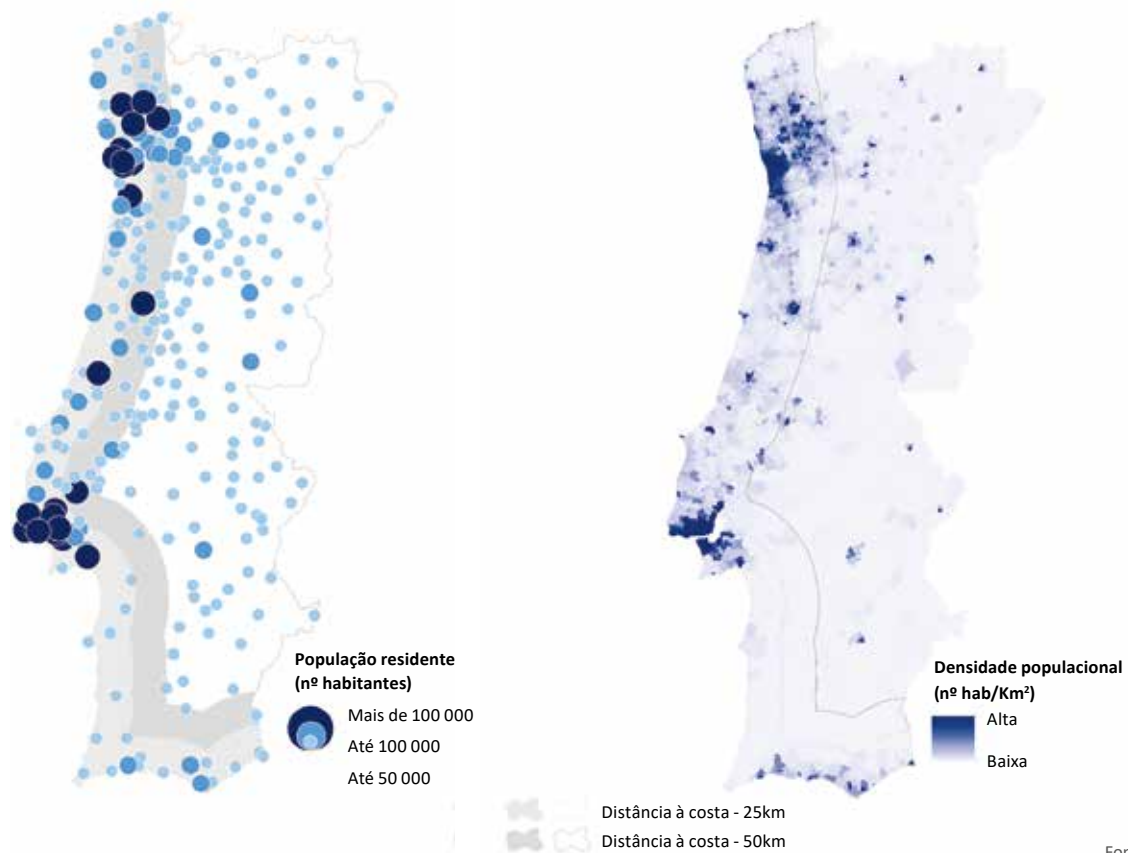 População residente
(nº habitantes)
Mais de 100 000
Até 100 000
Até 50 000
Densidade populacional
(nº hab/Km²)
Alta
Baixa
Distância à costa - 25km
Distância à costa - 50km